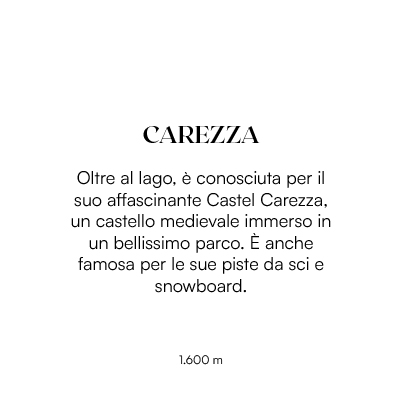 CAREZZA
Oltre al lago, è conosciuta per il
suo affascinante Castel Carezza,
un castello medievale immerso in
un bellissimo parco. È anche
famosa per le sue piste da sci e
snowboard.
1.600 m